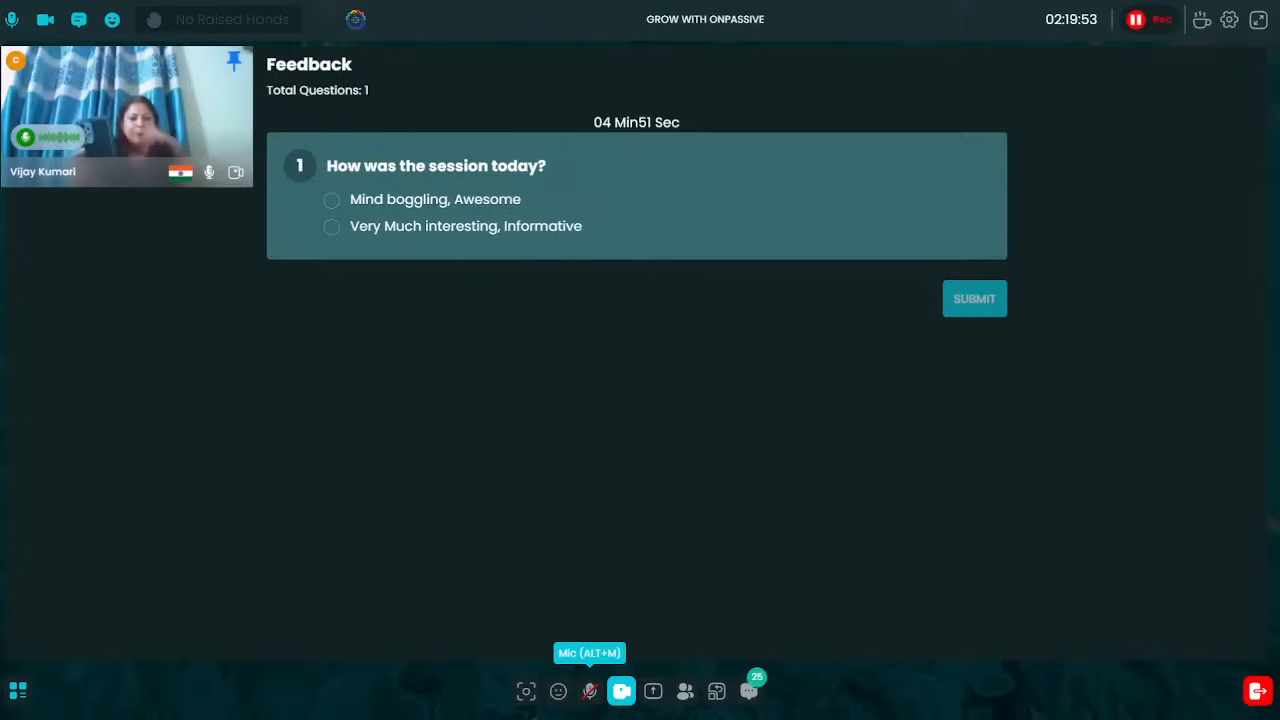 No Raised Hands
GROW WITH ONPASSIVE
02:19:53
Rec
C
Vijay Kumari
Feedback
Total Questions: 1
04 Min51 Sec
1
How was the session today?
Mind boggling, Awesome
Very Much interesting, Informative
SUBMIT
Mic (ALT+M)
25